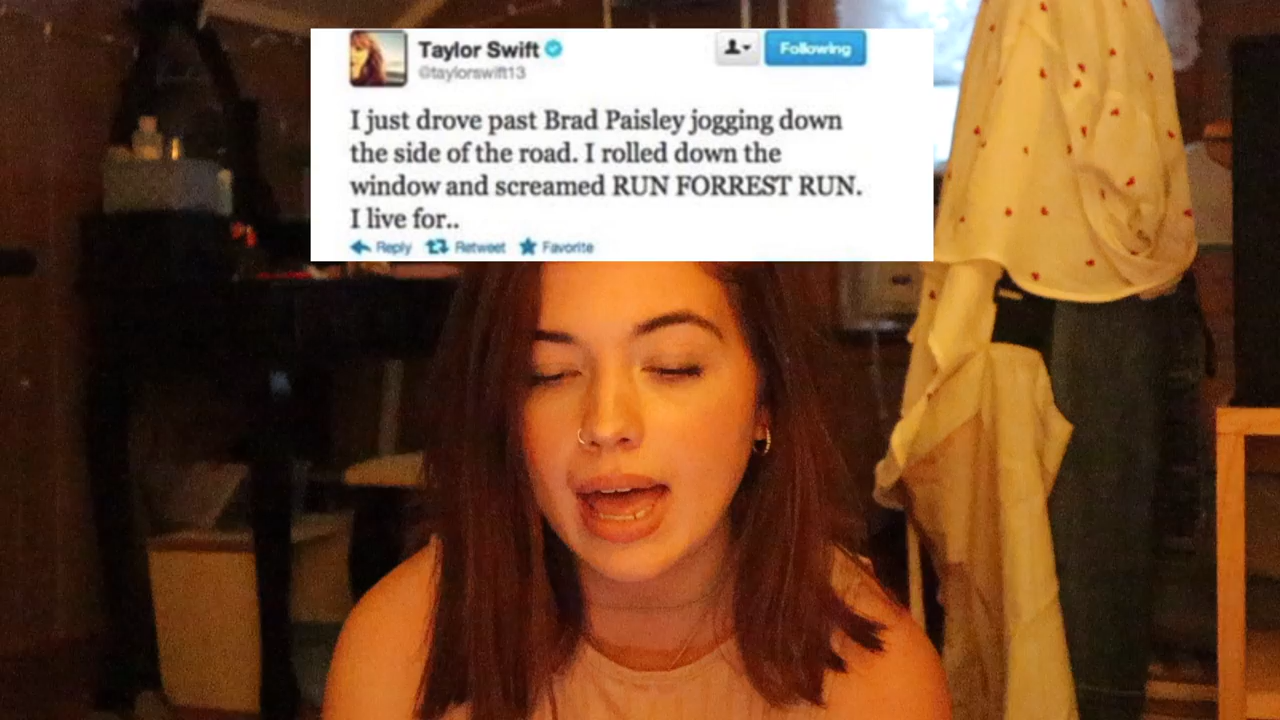 Taylor Swift
@taylorswift13
Following
I just drove past Brad Paisley jogging down
the side of the road. I rolled down the
window and screamed RUN FORREST RUN.
I live for..
Reply Retweet Favorite